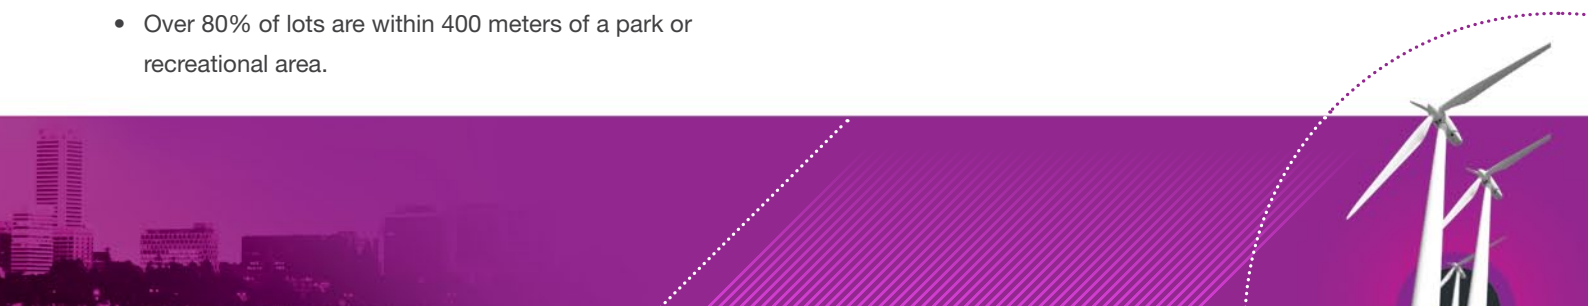 • Over 80% of lots are within 400 meters of a park or
recreational area.